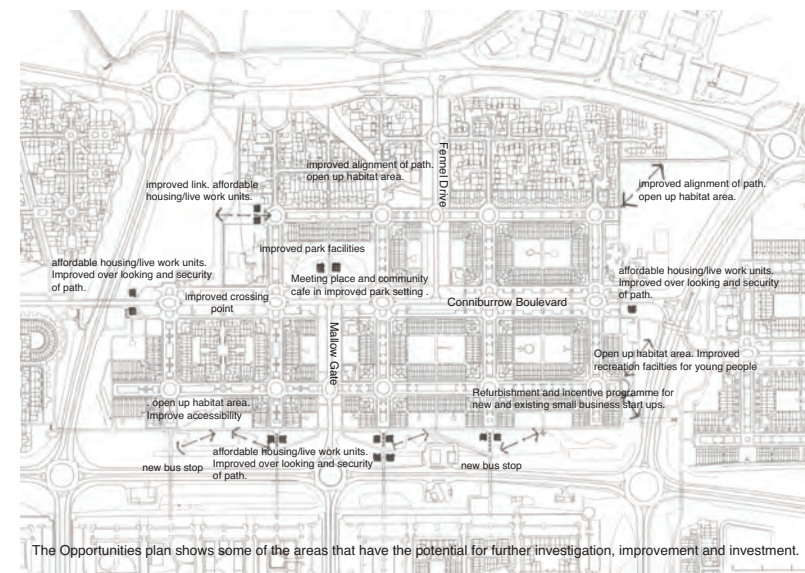 Fennel Drive
improved alignment of path.
open up habitat area.
improved link. affordable
housing/live work units.
improved alignment of path.
open up habitat area.
improved park facilities
affordable housing/live work units.
Improved over looking and security
of path.
Meeting place and community
cafe in improved park setting .
affordable housing/live work units.
Improved over looking and security
of path.
improved crossing
point
Conniburrow Boulevard
Mallow Gate
Open up habitat area. Improved
recreation facilties for young people
. open up habitat area.
Improve accessibility
Refurbishment and incentive programme for
new and existing small business start ups.
affordable housing/live work units.
Improved over looking and security
of path.
new bus stop
new bus stop
The Opportunities plan shows some of the areas that have the potential for further investigation, improvement and investment.